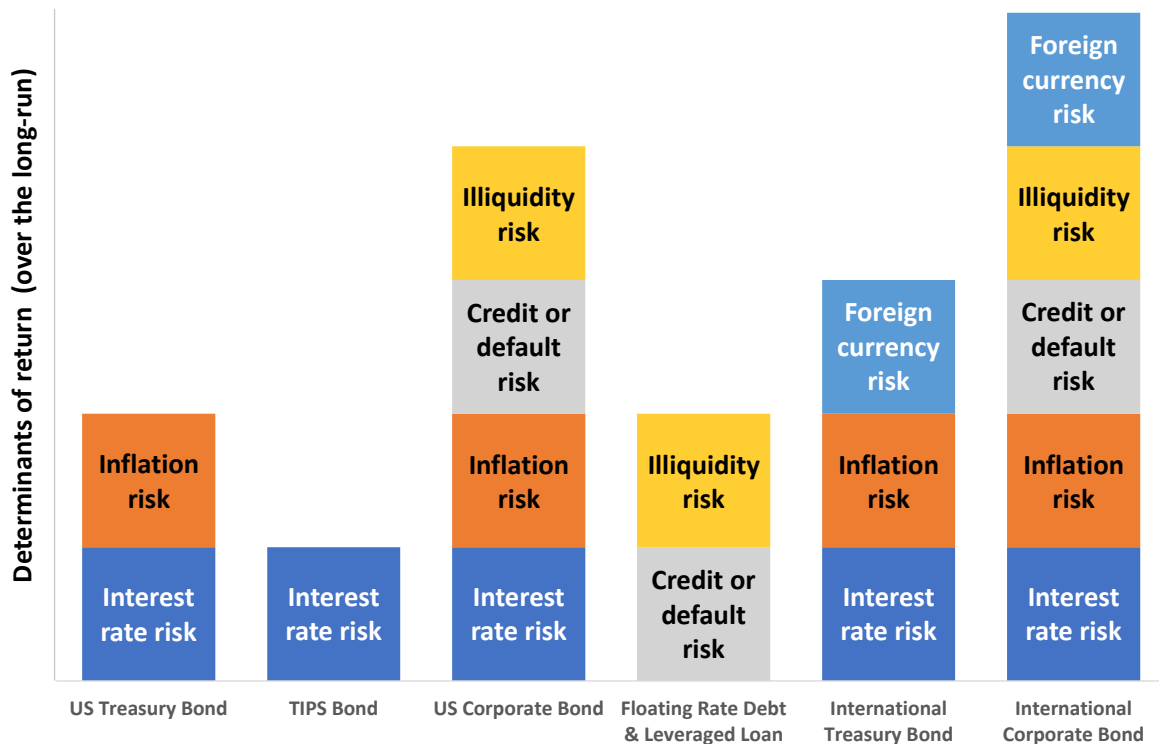 Determinants of return  (over the long-run)
Foreign
currency
risk
Illiquidity
risk
Illiquidity
risk
Credit or
default
risk
Foreign
currency
risk
Credit or
default
risk
Inflation
risk
Inflation
risk
Illiquidity
risk
Inflation
risk
Inflation
risk
Interest
rate risk
Interest
rate risk
Interest
rate risk
Credit or
default
risk
Interest
rate risk
Interest
rate risk
US Treasury Bond
TIPS Bond
US Corporate Bond
Floating Rate Debt
& Leveraged Loan
International
Treasury Bond
International
Corporate Bond